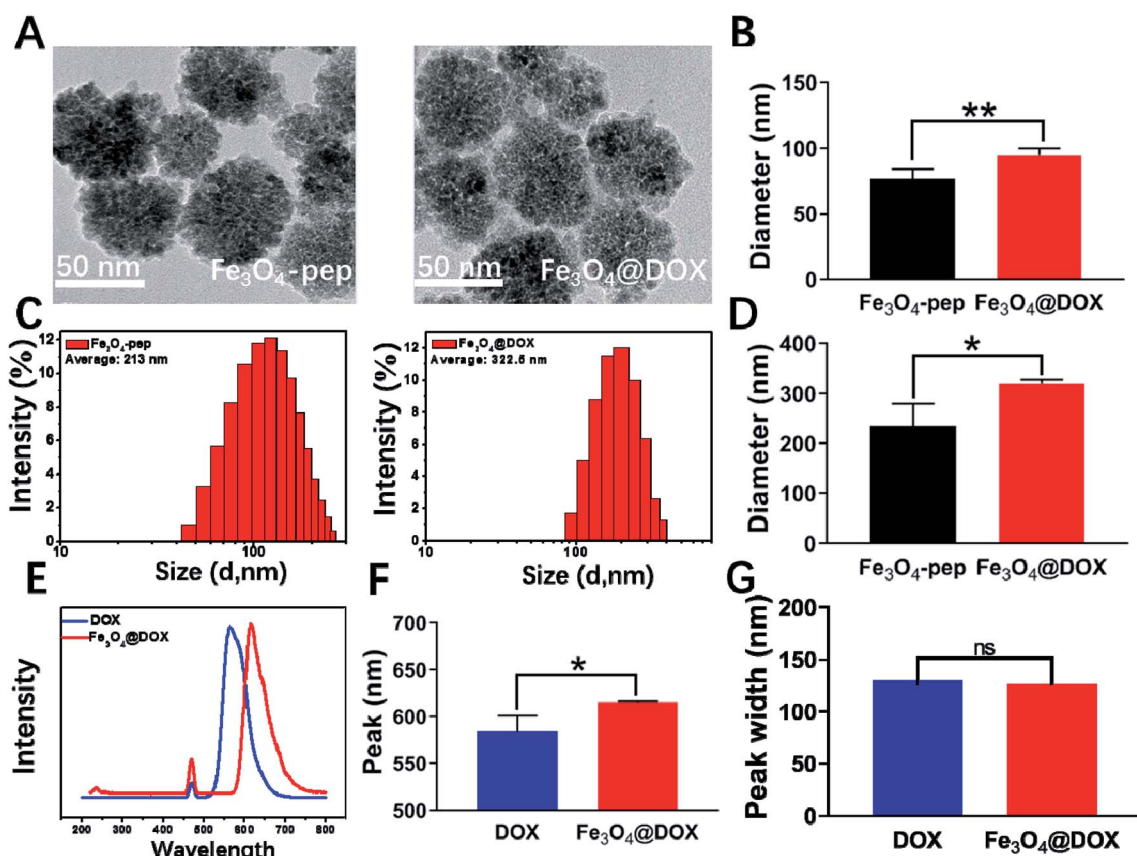 A
50 nm
Fe₃O₄-pep
50 nm
Fe₃O₄@DOX
B
Diameter (nm)
150
100
50
0
**
Fe₃O₄-pep
Fe₃O₄@DOX
C
Intensity (%)
12
10
8
6
4
2
0
Fe₃O₄-pep
Average: 213 nm
10
100
Size (d,nm)
Intensity (%)
12
10
8
6
4
2
0
Fe₃O₄@DOX
Average: 322.5 nm
10
100
Size (d,nm)
D
Diameter (nm)
400
300
200
100
0
*
Fe₃O₄-pep
Fe₃O₄@DOX
E
Intensity
DOX
Fe₃O₄@DOX
200
300
400
500
600
700
800
Wavelength
F
Peak (nm)
700
650
600
550
500
*
DOX
Fe₃O₄@DOX
G
Peak width (nm)
200
150
100
50
0
ns
DOX
Fe₃O₄@DOX